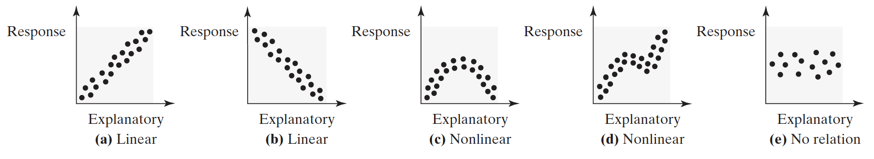 (a) Response
Explanatory
(a) Linear
(b) Response
Explanatory
(b) Linear
(c) Response
Explanatory
(c) Nonlinear
(d) Response
Explanatory
(d) Nonlinear
(e) Response
Explanatory
(e) No relation